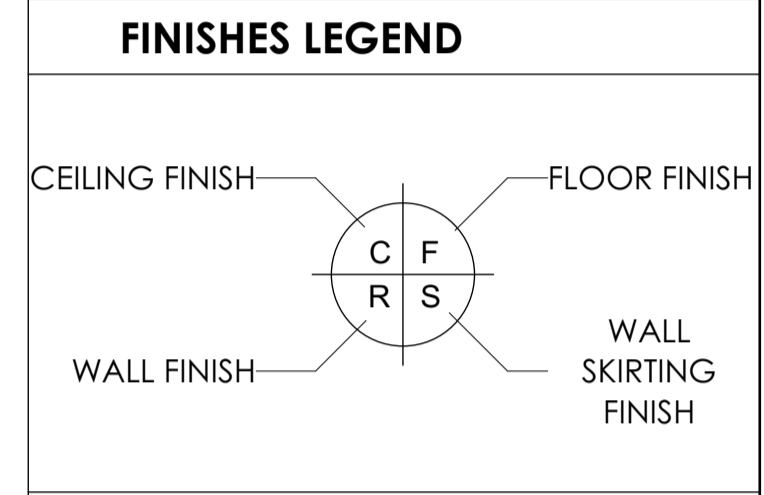 FINISHES LEGEND
CEILING FINISH
FLOOR FINISH
C F
R S
WALL FINISH
WALL
SKIRTING
FINISH